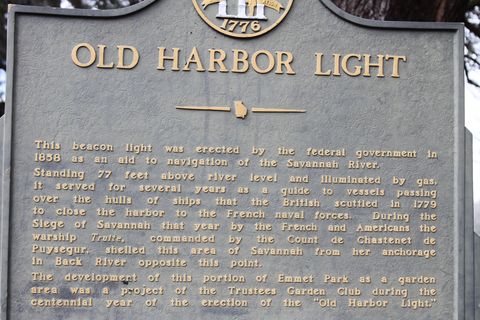 1776
OLD HARBOR LIGHT
This beacon light was erected by the federal government in
1858 as an aid to navigation of the Savannah River.
Standing 77 feet above river level and illuminated by gas,
it served for several years as a guide to vessels passing
over the hulls of ships that the British scuttled in 1779
to close the harbor to the French naval forces. During the
Siege of Savannah that year by the French and Americans the
warship Truite, commanded by the Count de Chastenet de
Puysegur, shelled this area of Savannah from her anchorage
in Back River opposite this point.
The development of this portion of Emmet Park as a garden
area was a project of the Trustees Garden Club during the
centennial year of the erection of the "Old Harbor Light."